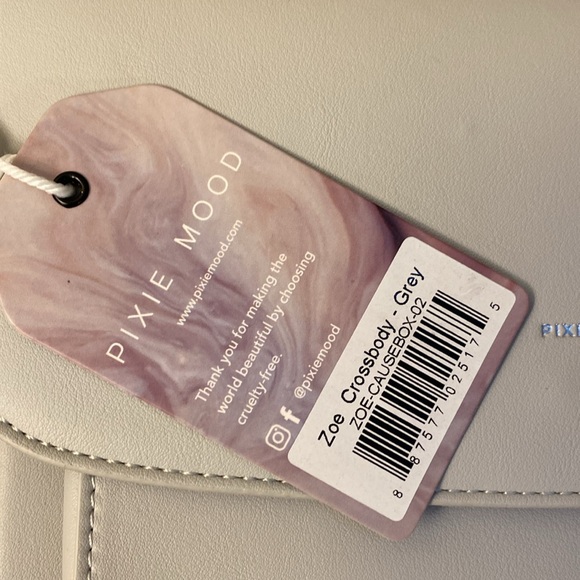 PIXIE MOOD
www.pixiemood.com
Thank you for making the
world beautiful by choosing
cruelty-free.
@pixiemood
Zoe Crossbody - Grey
ZOE-CAUSEBOX-02
8 87577 02517 5
PIXIE